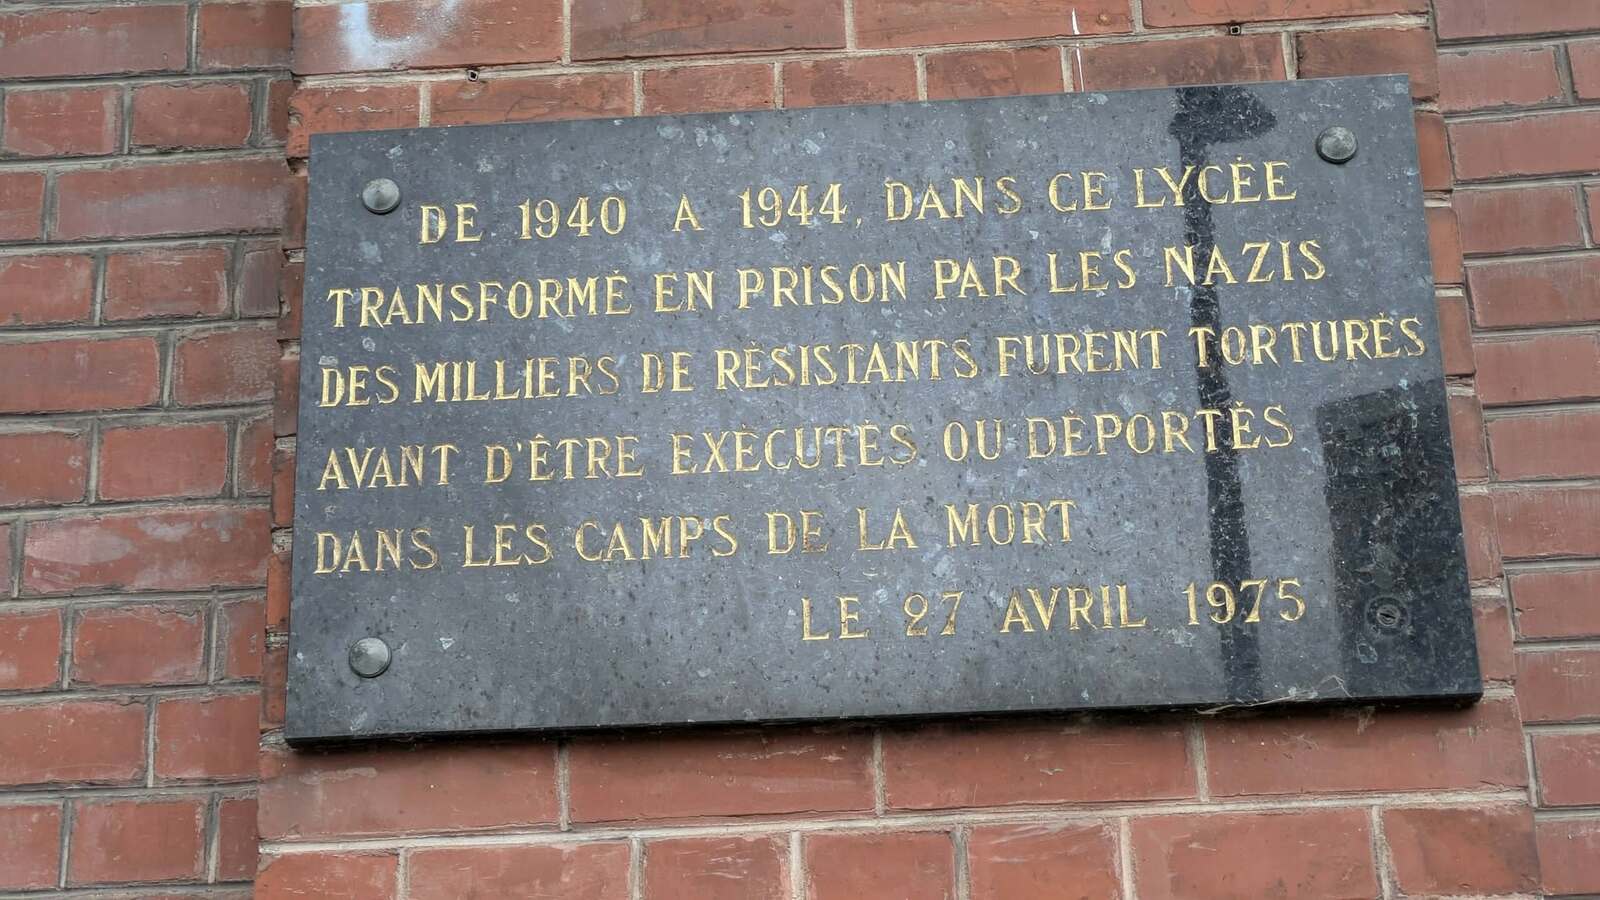 DE 1940 A 1944, DANS CE LYCÉE
TRANSFORMÉ EN PRISON PAR LES NAZIS
DES MILLIERS DE RÉSISTANTS FURENT TORTURÉS
AVANT D'ÊTRE EXÉCUTÉS OU DÉPORTÉS
DANS LES CAMPS DE LA MORT
LE 27 AVRIL 1975